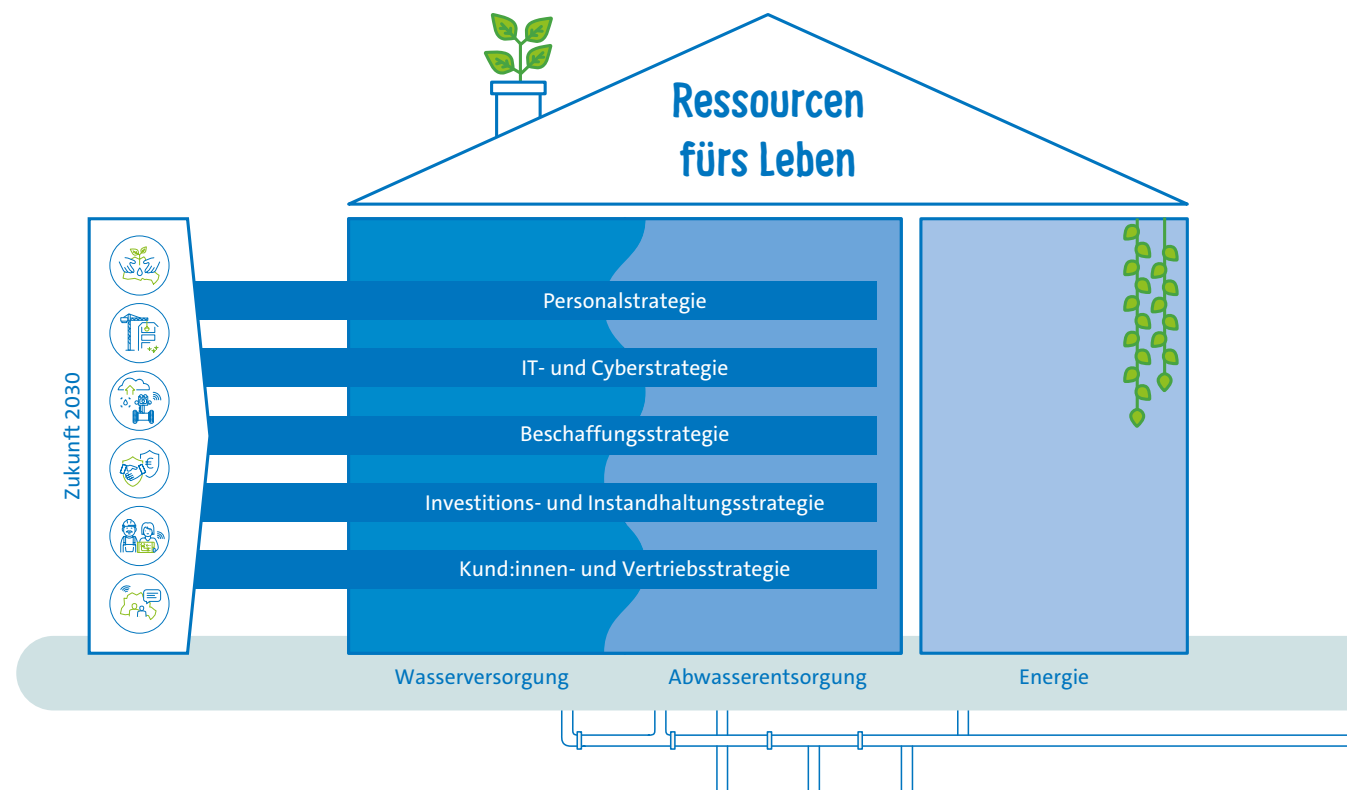 Ressourcen
fürs Leben
Zukunft 2030
Personalstrategie
IT- und Cyberstrategie
Beschaffungsstrategie
Investitions- und Instandhaltungsstrategie
Kund:innen- und Vertriebsstrategie
Wasserversorgung
Abwasserentsorgung
Energie
€